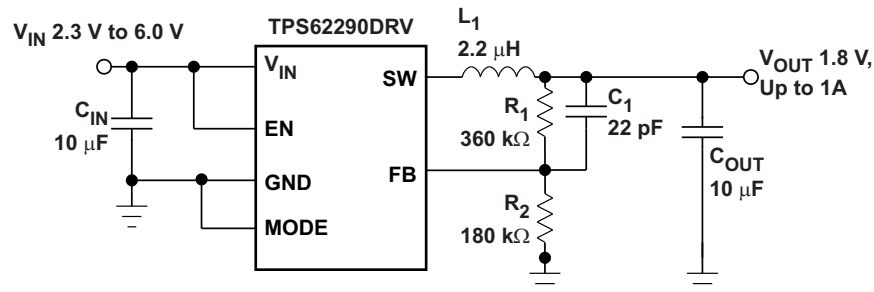 TPS62290DRV
V_IN 2.3 V to 6.0 V
L_1
2.2 μH
V_OUT 1.8 V,
Up to 1A
V_IN
SW
C_IN
10 μF
EN
R_1
360 kΩ
C_1
22 pF
GND
FB
C_OUT
10 μF
MODE
R_2
180 kΩ